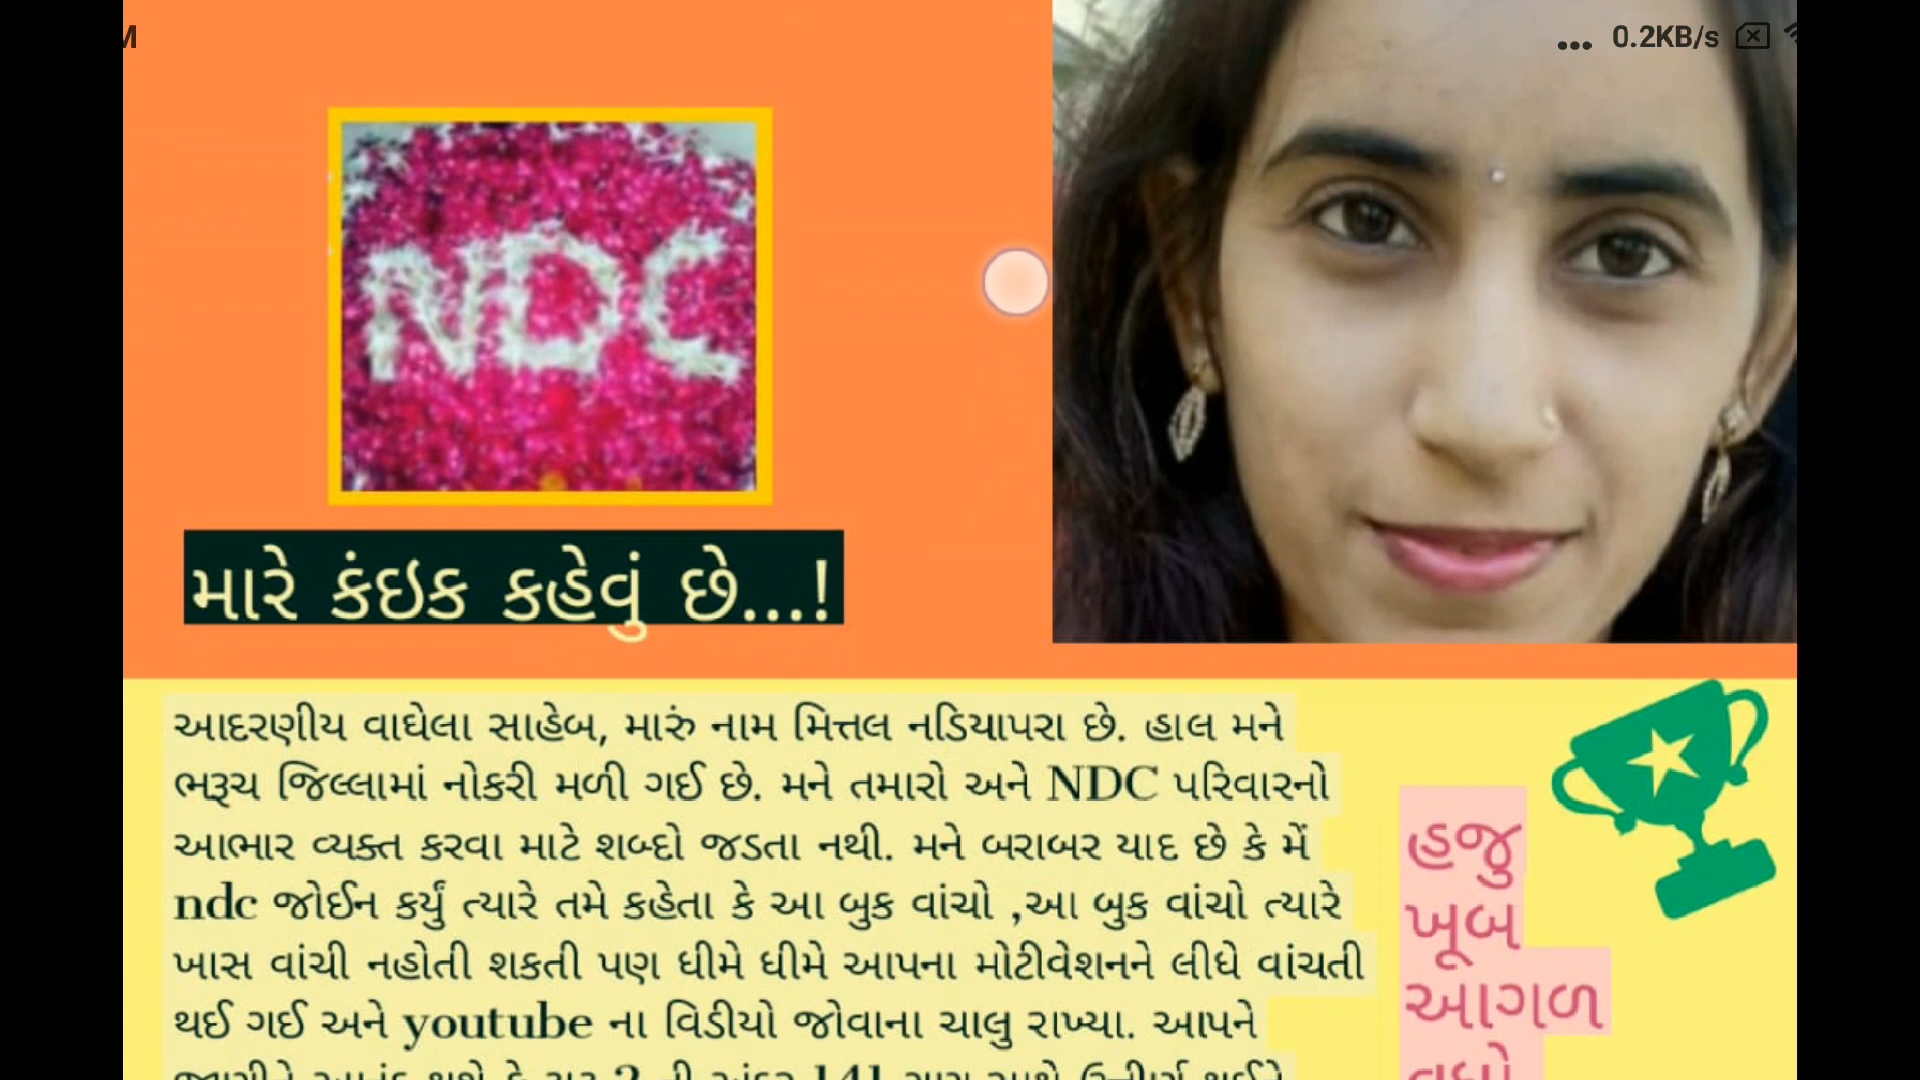 M
0.2KB/s
NDC
મારે કંઇક કહેવું છે...!
આદરણીય વાઘેલા સાહેબ, મારું નામ મિત્તલ નડિયાપરા છે. હાલ મને
ભરૂચ જિલ્લામાં નોકરી મળી ગઈ છે. મને તમારો અને NDC પરિવારનો
આભાર વ્યક્ત કરવા માટે શબ્દો જડતા નથી. મને બરાબર યાદ છે કે મેં
ndc જોઈન કર્યું ત્યારે તમે કહેતા કે આ બુક વાંચો ,આ બુક વાંચો ત્યારે
ખાસ વાંચી નહોતી શકતી પણ ધીમે ધીમે આપના મોટીવેશનને લીધે વાંચતી
થઈ ગઈ અને youtube ના વિડીયો જોવાના ચાલુ રાખ્યા. આપને
હજુ
ખૂબ
આગળ